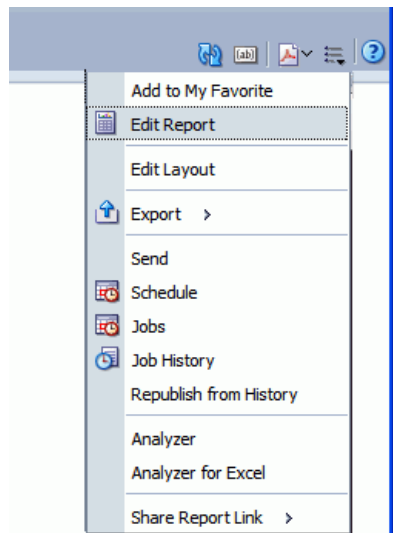 (ab)
?
Add to My Favorite
Edit Report
Edit Layout
Export >
Send
Schedule
Jobs
Job History
Republish from History
Analyzer
Analyzer for Excel
Share Report Link >